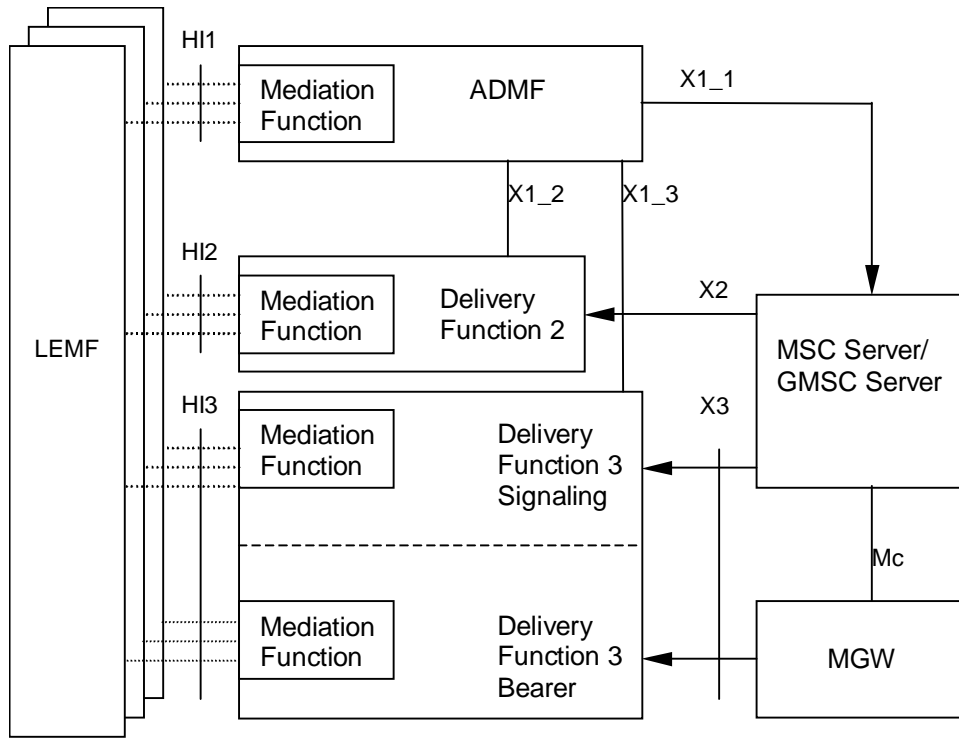 HI1
Mediation
Function
ADMF
X1_1
X1_2
X1_3
HI2
Mediation
Function
Delivery
Function 2
X2
LEMF
MSC Server/
GMSC Server
HI3
Mediation
Function
Delivery
Function 3
Signaling
X3
Mc
Mediation
Function
Delivery
Function 3
Bearer
MGW